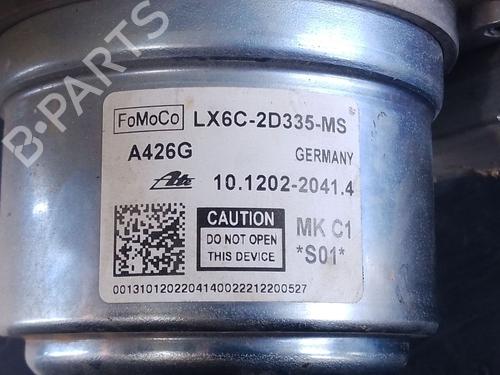 B-PARTS
FoMoCo LX6C-2D335-MS
A426G GERMANY
Ate 10.1202-2041.4
CAUTION
DO NOT OPEN
THIS DEVICE
MK C1
*S01*
0013101202204140022212200527